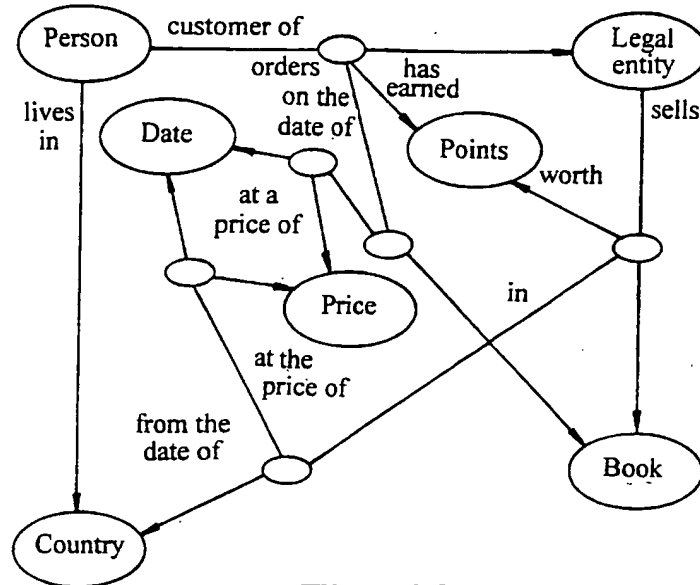 Person
customer of
Legal
entity
orders
on the
date of
has
earned
lives
in
sells
Date
Points
worth
at a
price of
in
Price
at the
price of
from the
date of
Book
Country